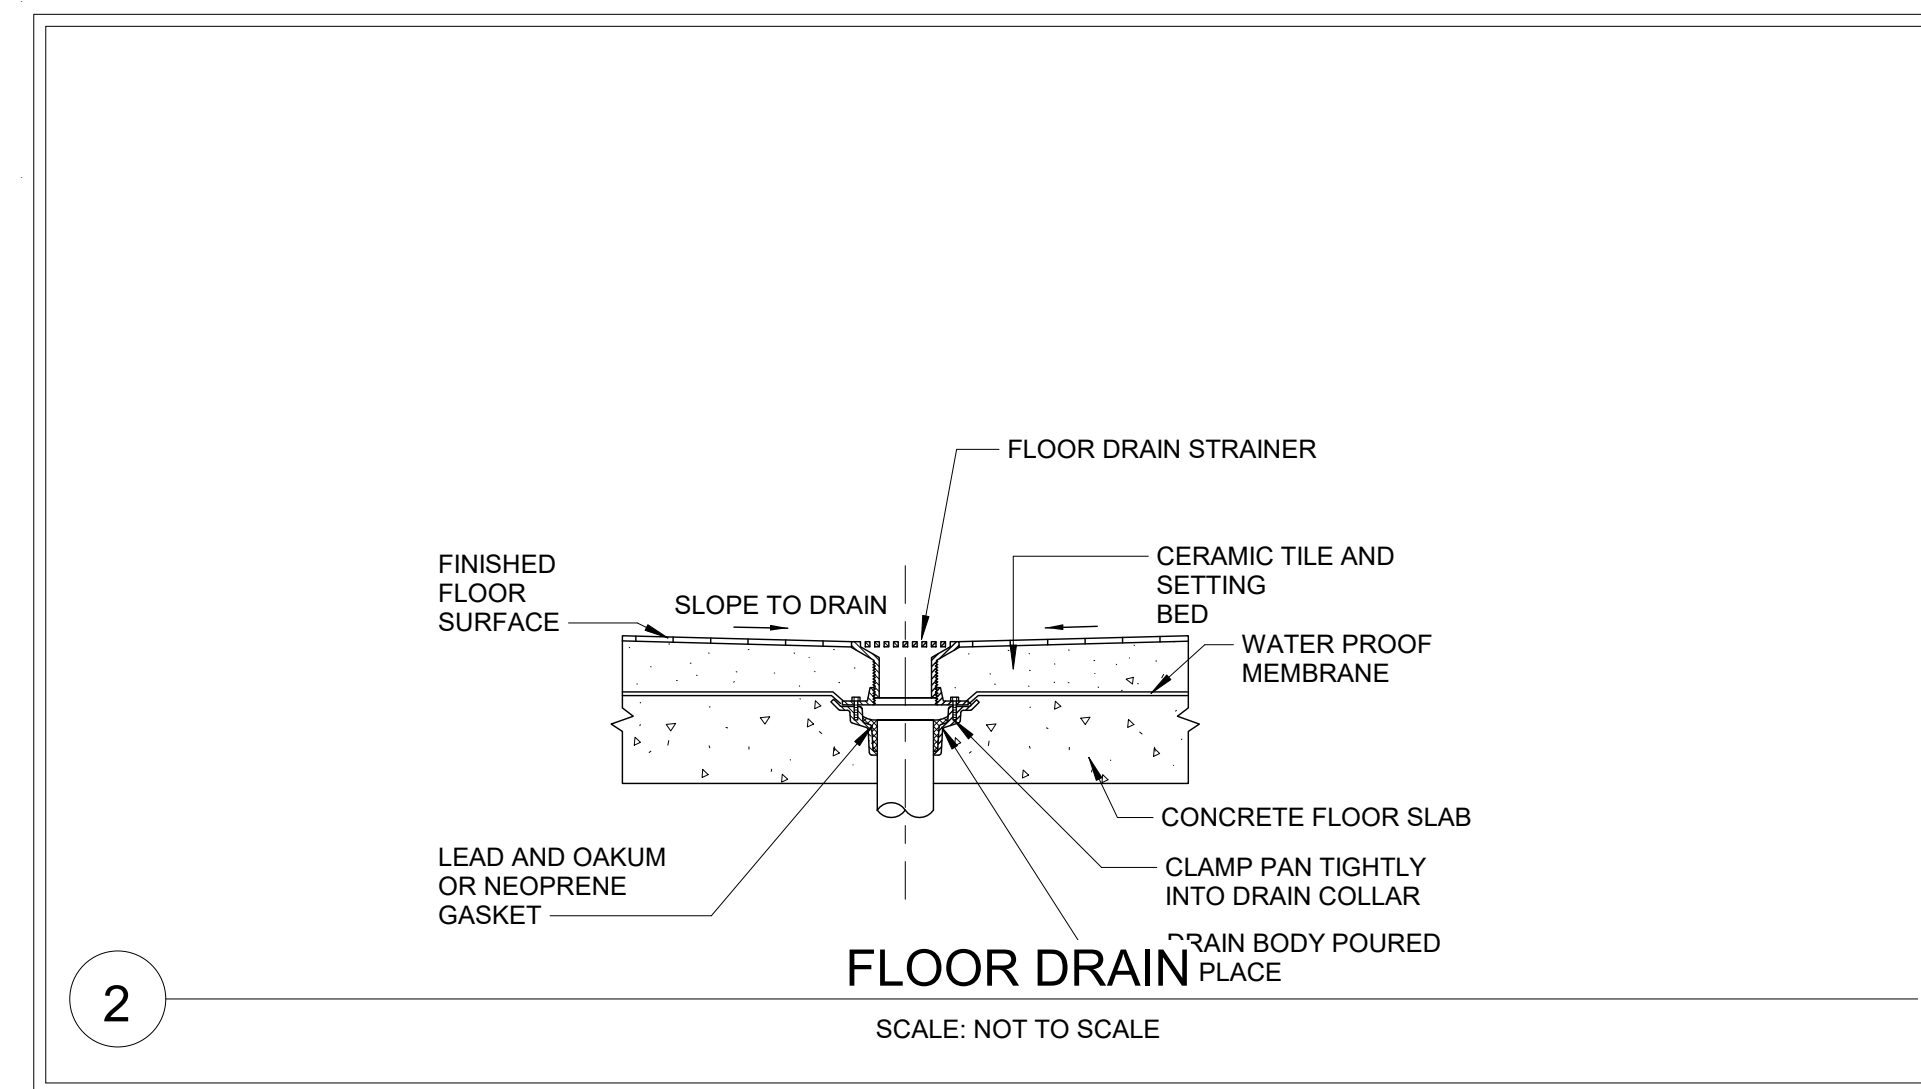 FLOOR DRAIN STRAINER
FINISHED
FLOOR
SURFACE
SLOPE TO DRAIN
CERAMIC TILE AND
SETTING
BED
WATER PROOF
MEMBRANE
CONCRETE FLOOR SLAB
LEAD AND OAKUM
OR NEOPRENE
GASKET
CLAMP PAN TIGHTLY
INTO DRAIN COLLAR
DRAIN BODY POURED
PLACE
FLOOR DRAIN
2
SCALE: NOT TO SCALE